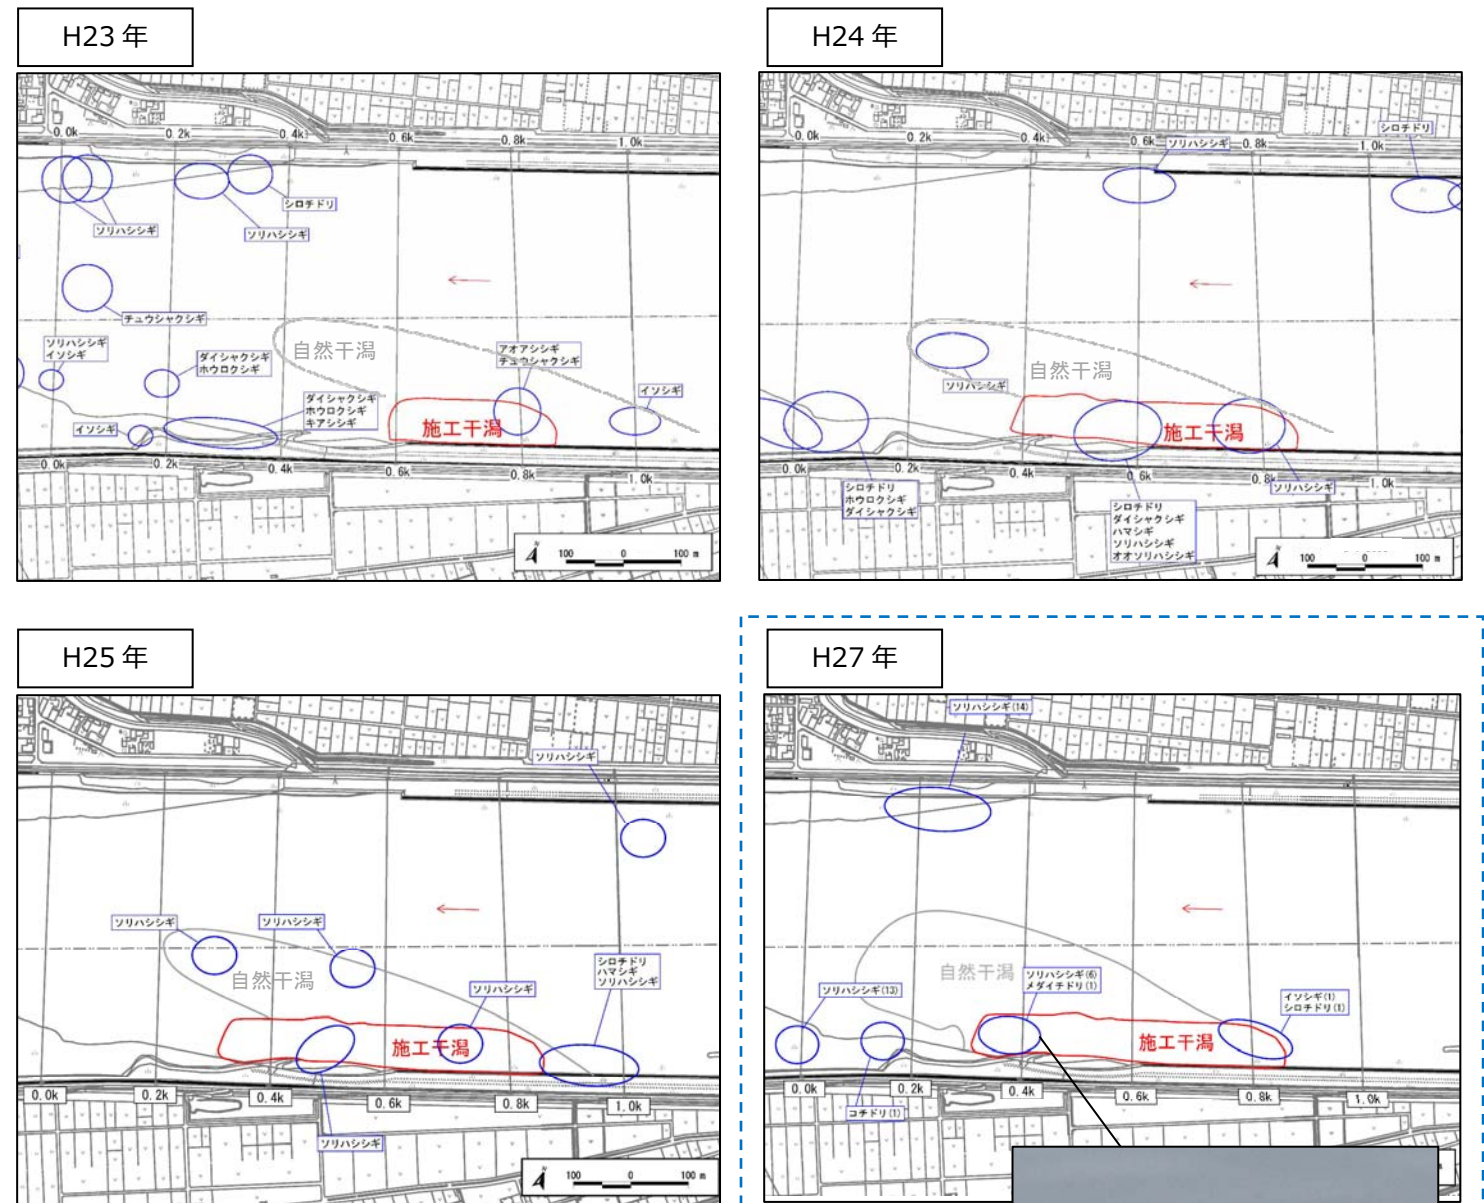 H23 年
0.0k
0.2k
0.4k
0.6k
0.8k
1.0k
シロチドリ
ソリハシシギ
ソリハシシギ
チュウシャクシギ
ソリハシシギ
イソシギ
ダイシャクシギ
ホウロクシギ
自然干潟
アオアシシギ
チュウシャクシギ
ダイシャクシギ
ホウロクシギ
キアシシギ
イソシギ
イソシギ
施工干潟
0.0k
0.2k
0.4k
0.6k
0.8k
1.0k
100
0
100 m
H24 年
0.0k
0.2k
0.4k
0.6k
ソリハシシギ
0.8k
シロチドリ
1.0k
自然干潟
ソリハシシギ
施工干潟
0.0k
0.2k
0.4k
0.6k
0.8k
ソリハシシギ
1.0k
シロチドリ
ホウロクシギ
ダイシャクシギ
シロチドリ
ダイシャクシギ
ハマシギ
ソリハシシギ
オオソリハシシギ
100
0
100 m
H25 年
ソリハシシギ
ソリハシシギ
ソリハシシギ
自然干潟
シロチドリ
ハマシギ
ソリハシシギ
ソリハシシギ
施工干潟
0.0k
0.2k
0.4k
0.6k
0.8k
1.0k
ソリハシシギ
100
0
100 m
H27 年
ソリハシシギ(14)
自然干潟
ソリハシシギ(6)
メダイチドリ(1)
ソリハシシギ(13)
イソシギ(1)
シロチドリ(1)
施工干潟
0.0k
0.2k
0.4k
0.6k
0.8k
1.0k
コチドリ(1)